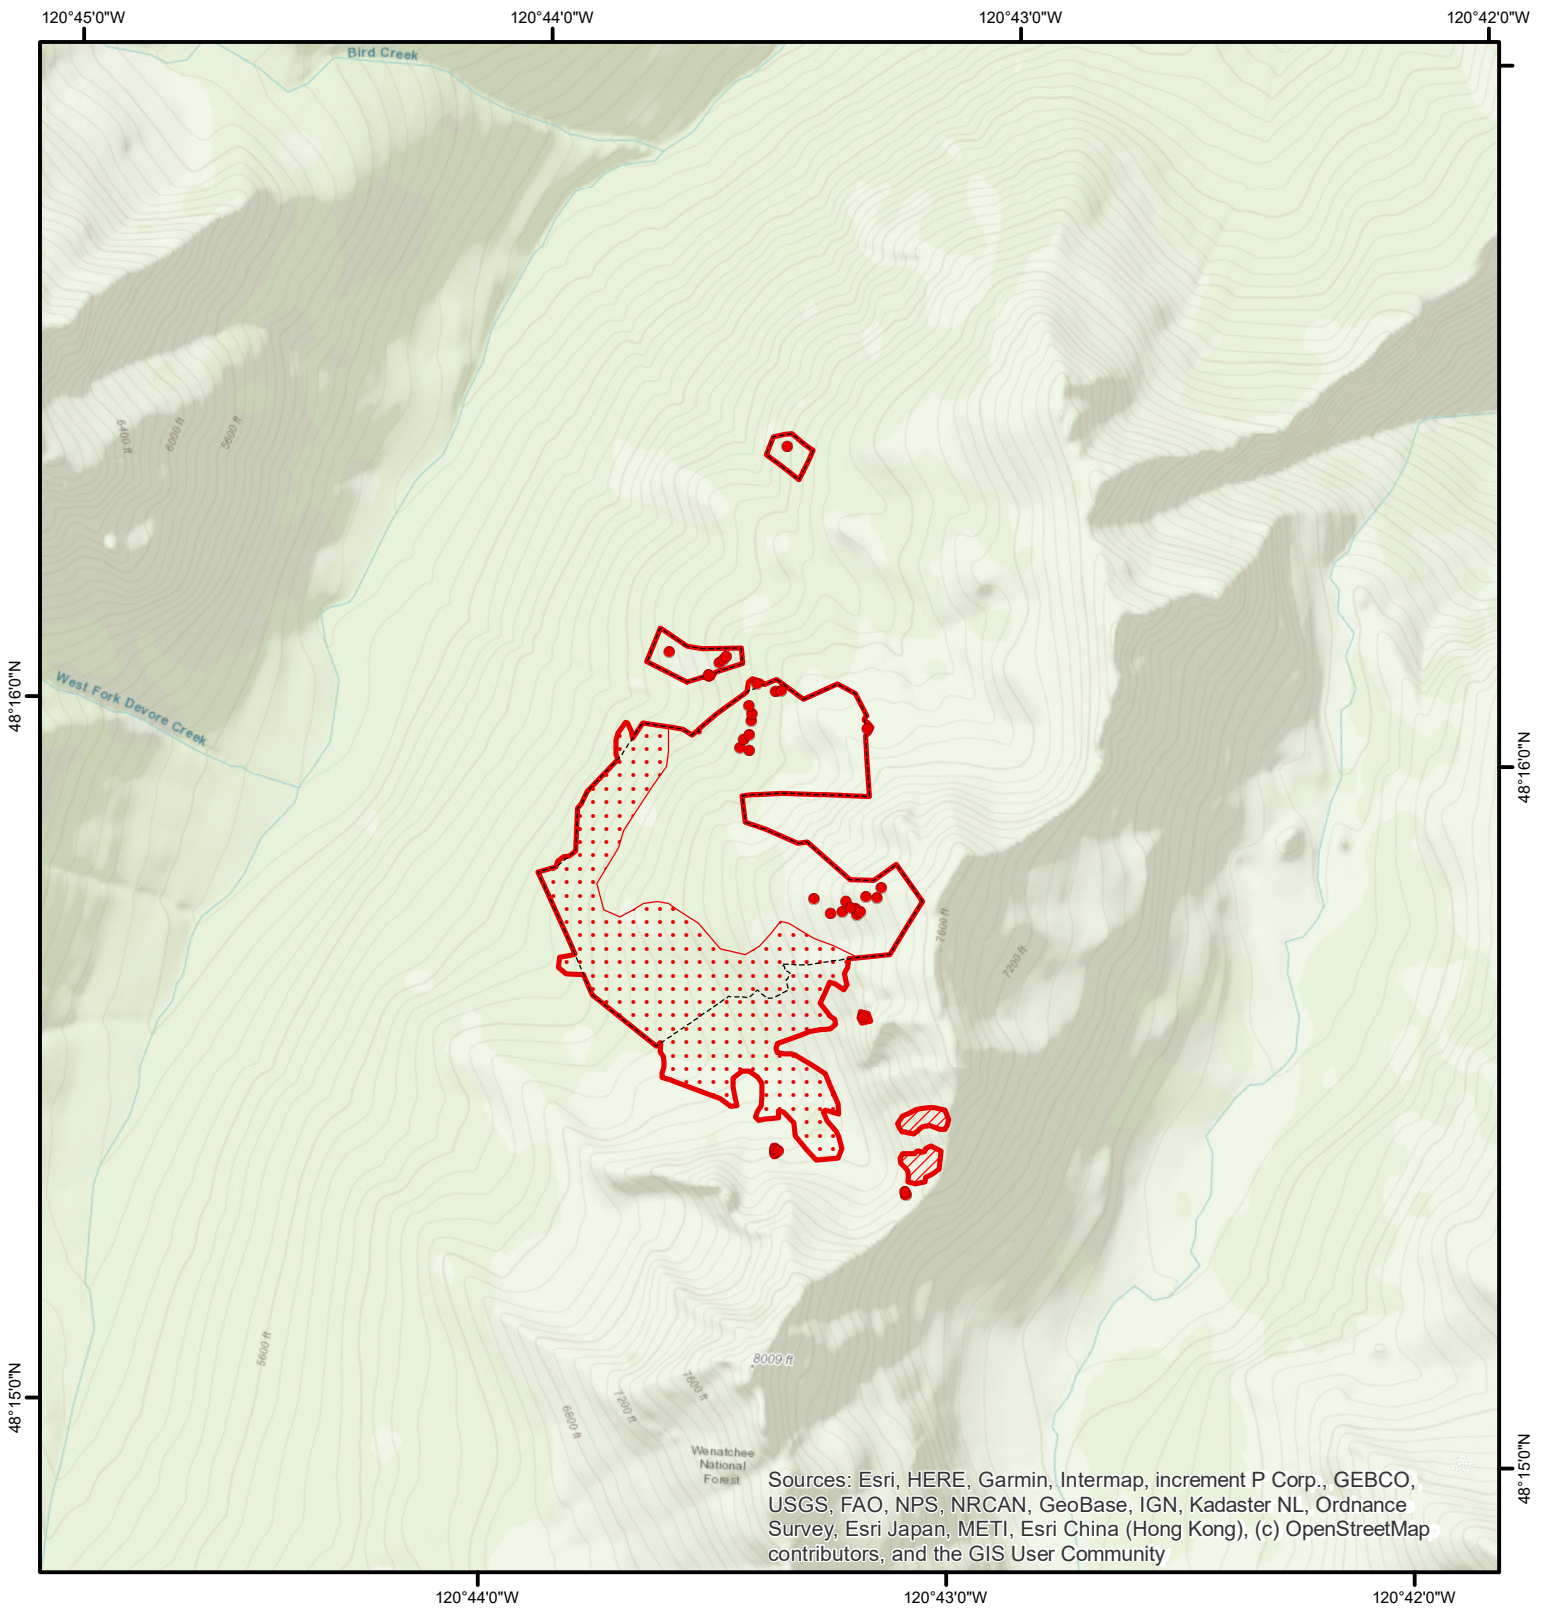 120°45'0"W
120°44'0"W
120°43'0"W
120°42'0"W
Bird Creek
6400 ft
6000 ft
5600 ft
48°16'0"N
West Fork Devore Creek
48°16'0"N
7600 ft
7200 ft
5600 ft
8009 ft
7600 ft
7200 ft
6800 ft
48°15'0"N
Wenatchee
National
Forest
48°15'0"N
Sources: Esri, HERE, Garmin, Intermap, increment P Corp., GEBCO,
USGS, FAO, NPS, NRCAN, GeoBase, IGN, Kadaster NL, Ordnance
Survey, Esri Japan, METI, Esri China (Hong Kong), (c) OpenStreetMap
contributors, and the GIS User Community
120°44'0"W
120°43'0"W
120°42'0"W